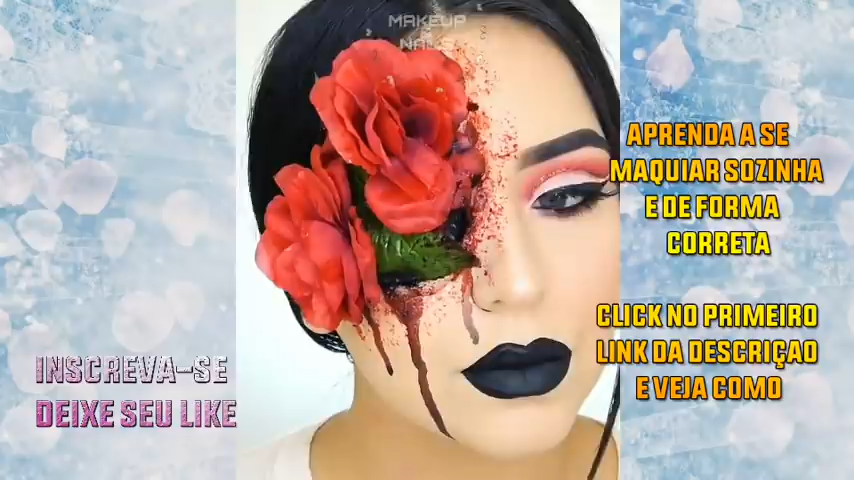 MAKEUP
NAILS
APRENDA A SE
MAQUIAR SOZINHA
E DE FORMA
CORRETA
CLICK NO PRIMEIRO
LINK DA DESCRIÇAO
E VEJA COMO
INSCREVA-SE
DEIXE SEU LIKE